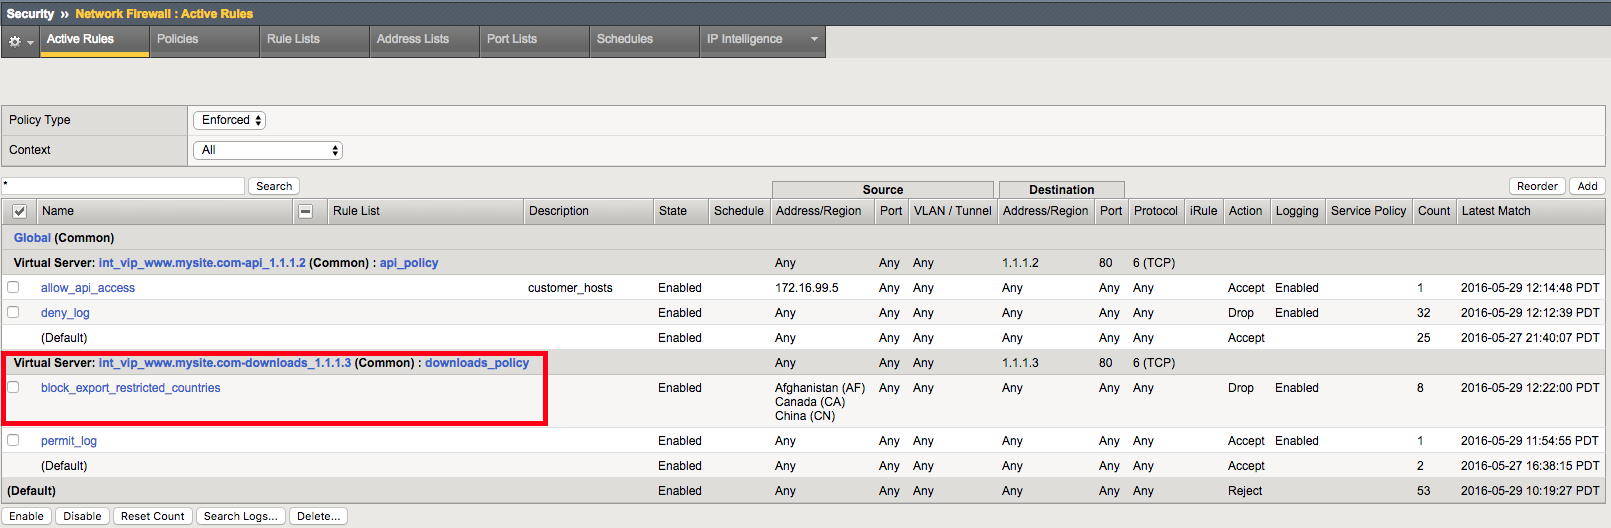 Security » Network Firewall : Active Rules
Active Rules Policies Rule Lists Address Lists Port Lists Schedules IP Intelligence
Policy Type Enforced
Context All
* Search Source Destination Reorder Add
Name Rule List Description State Schedule Address/Region Port VLAN / Tunnel Address/Region Port Protocol iRule Action Logging Service Policy Count Latest Match
Global (Common)
Virtual Server: int_vip_www.mysite.com-api_1.1.1.2 (Common) : api_policy Any Any Any 1.1.1.2 80 6 (TCP)
allow_api_access customer_hosts Enabled 172.16.99.5 Any Any Any Any Any Accept Enabled 1 2016-05-29 12:14:48 PDT
deny_log Enabled Any Any Any Any Any Any Drop Enabled 32 2016-05-29 12:12:39 PDT
(Default) Enabled Any Any Any Any Any Any Accept 25 2016-05-27 21:40:07 PDT
Virtual Server: int_vip_www.mysite.com-downloads_1.1.1.3 (Common) : downloads_policy Any Any Any 1.1.1.3 80 6 (TCP)
block_export_restricted_countries Enabled Afghanistan (AF) Any Any Any Any Any Drop Enabled 8 2016-05-29 12:22:00 PDT
Canada (CA)
China (CN)
permit_log Enabled Any Any Any Any Any Any Accept Enabled 1 2016-05-29 11:54:55 PDT
(Default) Enabled Any Any Any Any Any Any Accept 2 2016-05-27 16:38:15 PDT
(Default) Enabled Any Any Any Any Any Any Reject 53 2016-05-29 10:19:27 PDT
Enable Disable Reset Count Search Logs... Delete...